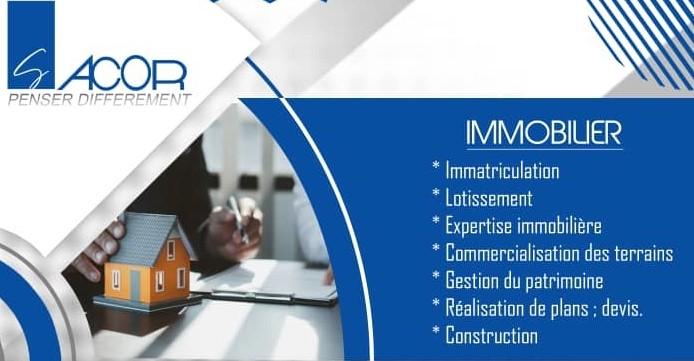 S ACOR
PENSER DIFFEREMENT
IMMOBILIER
* Immatriculation
* Lotissement
* Expertise immobilière
* Commercialisation des terrains
* Gestion du patrimoine
* Réalisation de plans ; devis.
* Construction